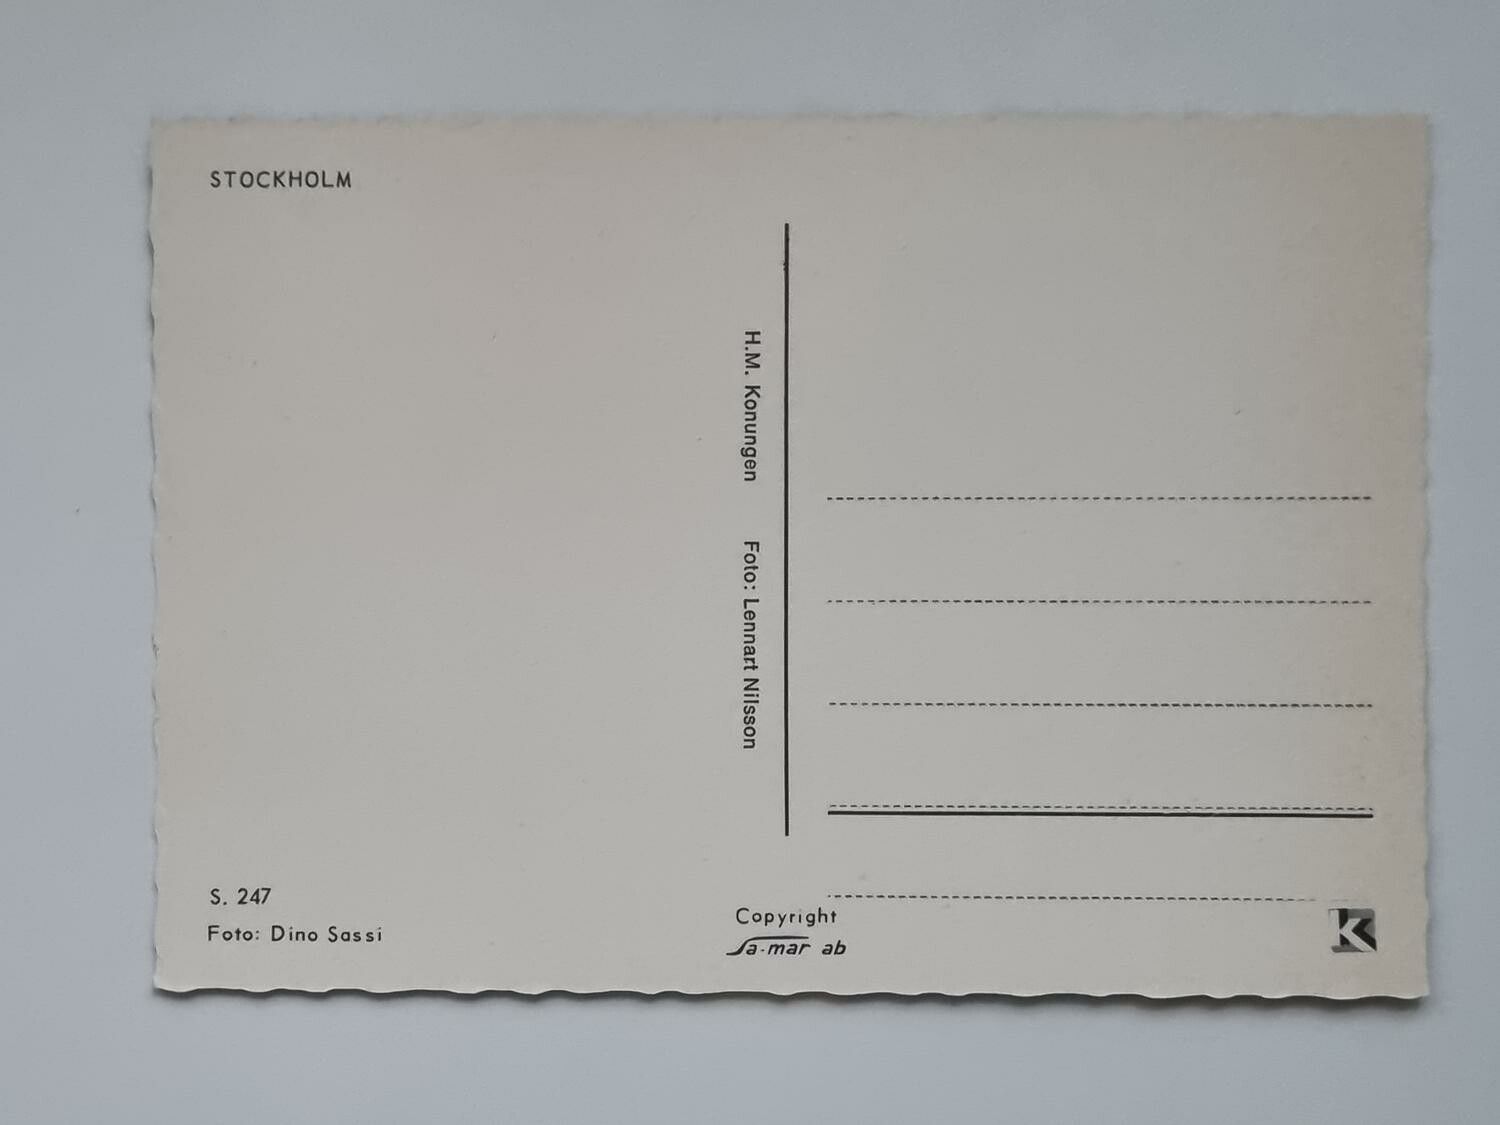 STOCKHOLM
H.M. Konungen Foto: Lennart Nilsson
S. 247
Foto: Dino Sassi
Copyright
Sa-mar ab
K